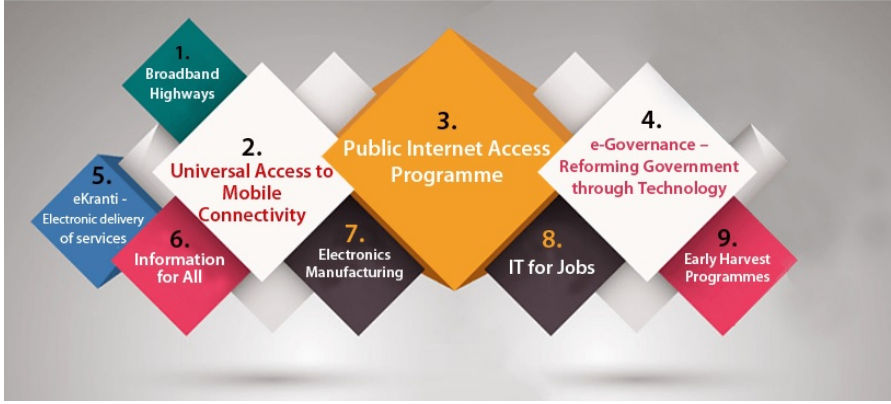 1.
Broadband
Highways
2.
Universal Access to
Mobile
Connectivity
3.
Public Internet Access
Programme
4.
e-Governance –
Reforming Government
through Technology
5.
eKranti -
Electronic delivery
of services
6.
Information
for All
7.
Electronics
Manufacturing
8.
IT for Jobs
9.
Early Harvest
Programmes